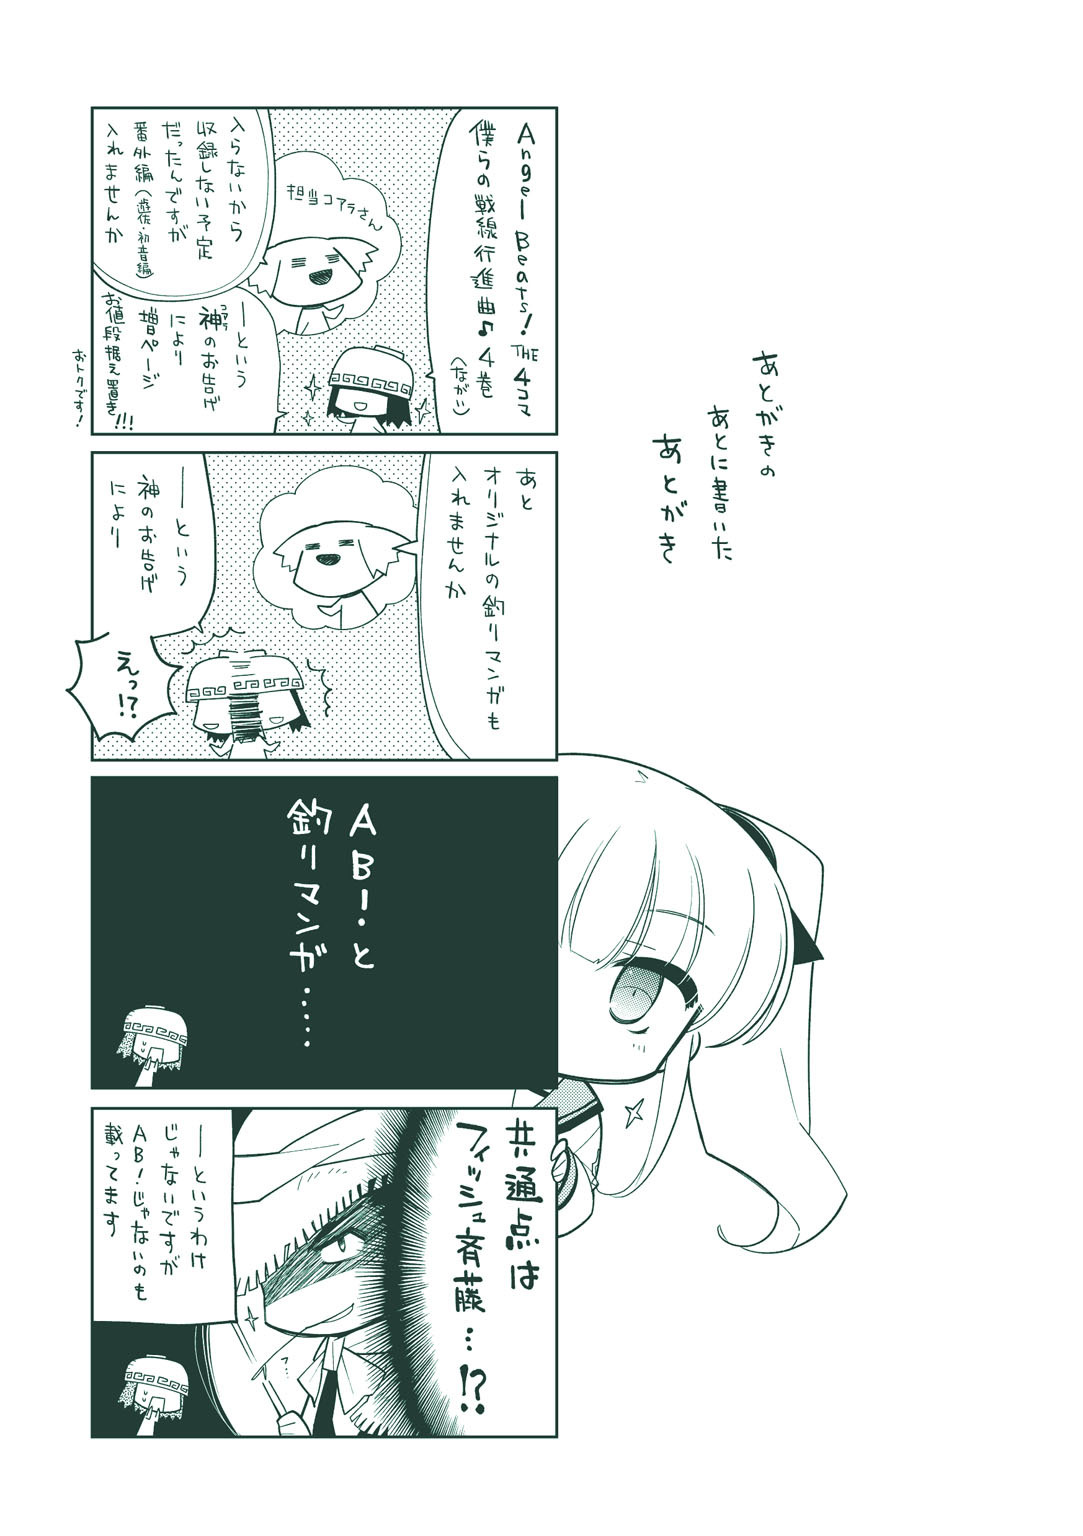 あとがきの
あとに書いた
あとがき
Angel Beats! THE 4コマ
僕らの戦線行進曲♪ 4巻
(ながい)
担当コアラさん
入らないから
収録しない予定
だったんですが
番外編(遊佐・初音編)
入れませんか
ーという
神のお告げ
コアラ
により
増ページ
お値段据え置き!!!
おトクです!
あと
オリジナルの釣りマンガも
入れませんか
ーという
神のお告げ
により
えっ!?
AB!と
釣りマンガ……
共通点は
フィッシュ斉藤…!?
?…
ーというわけ
じゃないですが
AB!じゃないのも
載ってます